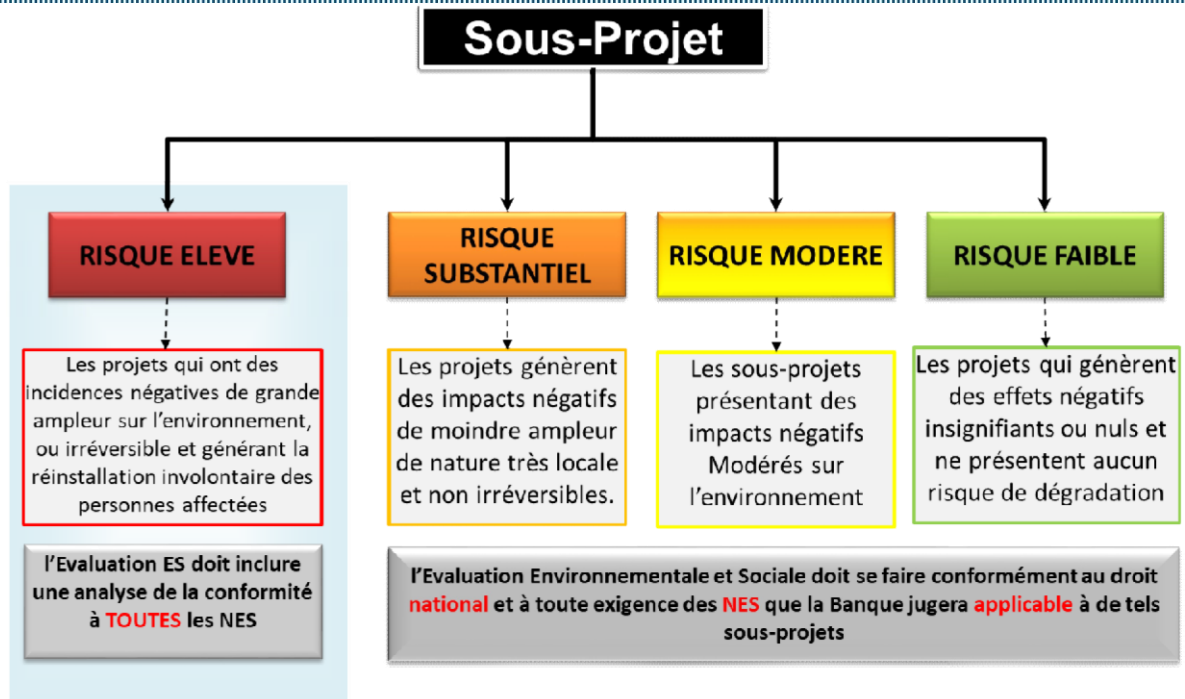 Sous-Projet
RISQUE ELEVE
RISQUE
SUBSTANTIEL
RISQUE MODERE
RISQUE FAIBLE
Les projets qui ont des
incidences négatives de grande
ampleur sur l'environnement,
ou irréversible et générant la
réinstallation involontaire des
personnes affectées
Les projets génèrent
des impacts négatifs
de moindre ampleur
de nature très locale
et non irréversibles.
Les sous-projets
présentant des
impacts négatifs
Modérés sur
l'environnement
Les projets qui génèrent
des effets négatifs
insignifiants ou nuls et
ne présentent aucun
risque de dégradation
l'Evaluation ES doit inclure
une analyse de la conformité
à TOUTES les NES
l'Evaluation Environnementale et Sociale doit se faire conformément au droit
national et à toute exigence des NES que la Banque jugera applicable à de tels
sous-projets